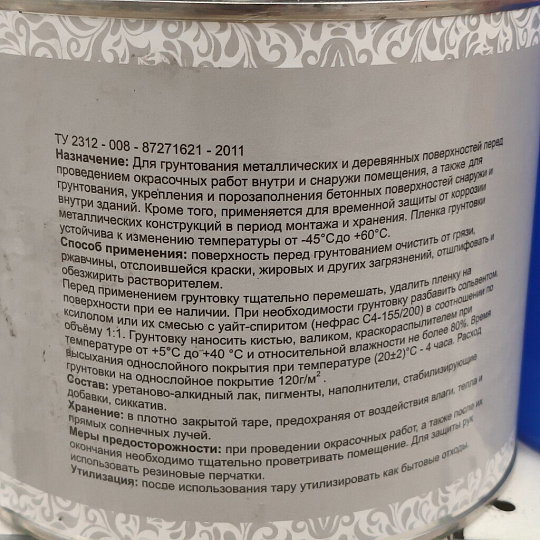 ТУ 2312 - 008 - 87271621 - 2011
Назначение: Для грунтования металлических и деревянных поверхностей перед
проведением окрасочных работ внутри и снаружи помещения, а также для
грунтования, укрепления и порозаполнения бетонных поверхностей снаружи и
внутри зданий. Кроме того, применяется для временной защиты от коррозии
металлических конструкций в период монтажа и хранения. Пленка грунтовки
устойчива к изменению температуры от -45°С до +60°С.
Способ применения: поверхность перед грунтованием очистить от грязи,
ржавчины, отслоившейся краски, жировых и других загрязнений, отшлифовать и
обезжирить растворителем.
Перед применением грунтовку тщательно перемешать, удалить пленку на
поверхности при ее наличии. При необходимости грунтовку разбавить сольвентом,
ксилолом или их смесью с уайт-спиритом (нефрас С4-155/200) в соотношении по
объёму 1:1. Грунтовку наносить кистью, валиком, краскораспылителем при
температуре от +5°С до +40 °С и относительной влажности не более 80%. Время
высыхания однослойного покрытия при температуре (20±2)°С - 4 часа. Расход
грунтовки на однослойное покрытие 120г/м².
Состав: уретаново-алкидный лак, пигменты, наполнители, стабилизирующие
добавки, сиккатив.
Хранение: в плотно закрытой таре, предохраняя от воздействия влаги, тепла и
прямых солнечных лучей.
Меры предосторожности: при проведении окрасочных работ, а также после их
окончания необходимо тщательно проветривать помещение. Для защиты рук
использовать резиновые перчатки.
Утилизация: после использования тару утилизировать как бытовые отходы.